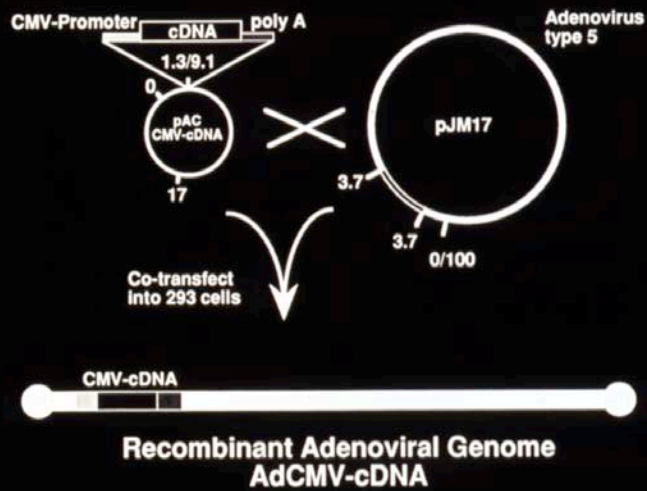 CMV-Promoter
cDNA
poly A
1.3/9.1
0
pAC
CMV-cDNA
17
Adenovirus
type 5
pJM17
3.7
3.7
0/100
Co-transfect
into 293 cells
CMV-cDNA
Recombinant Adenoviral Genome
AdCMV-cDNA